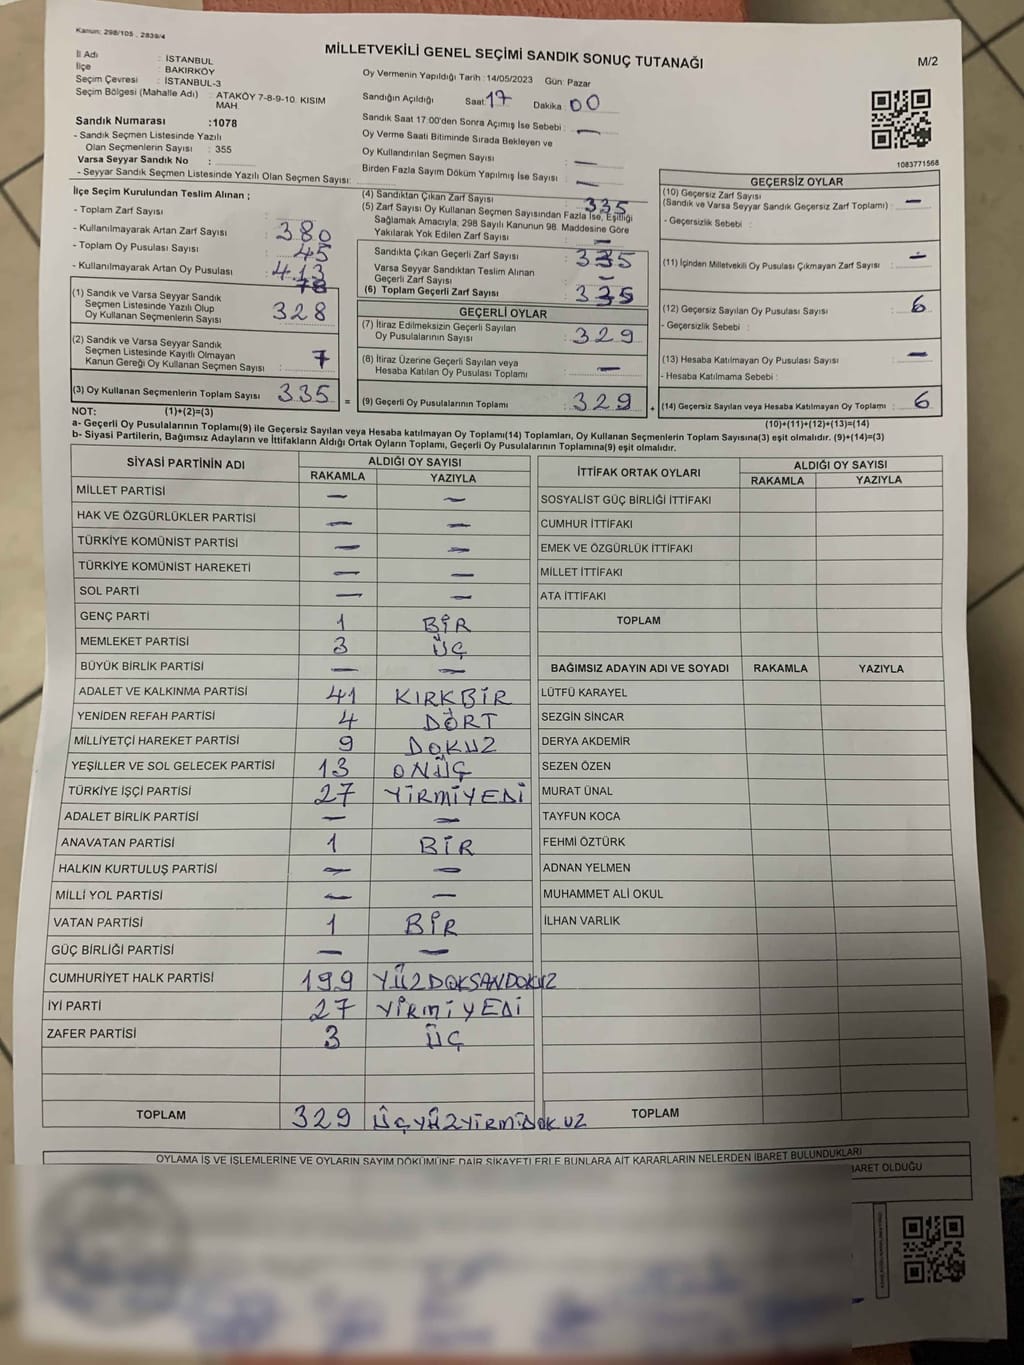 Kanun: 298/105 , 2839/4
MİLLETVEKİLİ GENEL SEÇİMİ SANDIK SONUÇ TUTANAĞI
M/2
İl Adı : İSTANBUL
İlçe : BAKIRKÖY
Seçim Çevresi : İSTANBUL-3
Seçim Bölgesi (Mahalle Adı) : ATAKÖY 7-8-9-10. KISIM MAH.
Sandık Numarası :1078
- Sandık Seçmen Listesinde Yazılı
Olan Seçmenlerin Sayısı : 355
Varsa Seyyar Sandık No :
- Seyyar Sandık Seçmen Listesinde Yazılı Olan Seçmen Sayısı:
Oy Vermenin Yapıldığı Tarih :14/05/2023 Gün: Pazar
Sandığın Açıldığı Saat: 17 Dakika 00
Sandık Saat 17:00'den Sonra Açımış İse Sebebi : —
Oy Verme Saati Bitiminde Sırada Bekleyen ve
Oy Kullandırılan Seçmen Sayısı : —
Birden Fazla Sayım Döküm Yapılmış İse Sayısı : —
1083771568
İlçe Seçim Kurulundan Teslim Alınan ;
- Toplam Zarf Sayısı : 380
- Kullanılmayarak Artan Zarf Sayısı : 45
- Toplam Oy Pusulası Sayısı : 413
- Kullanılmayarak Artan Oy Pusulası : 78
(1) Sandık ve Varsa Seyyar Sandık
Seçmen Listesinde Yazılı Olup
Oy Kullanan Seçmenlerin Sayısı : 328
(2) Sandık ve Varsa Seyyar Sandık
Seçmen Listesinde Kayıtlı Olmayan
Kanun Gereği Oy Kullanan Seçmen Sayısı : 7
(3) Oy Kullanan Seçmenlerin Toplam Sayısı : 335 =
(4) Sandıktan Çıkan Zarf Sayısı : 335
(5) Zarf Sayısı Oy Kullanan Seçmen Sayısından Fazla İse, Eşitliği
Sağlamak Amacıyla; 298 Sayılı Kanunun 98. Maddesine Göre
Yakılarak Yok Edilen Zarf Sayısı : —
Sandıkta Çıkan Geçerli Zarf Sayısı : 335
Varsa Seyyar Sandıktan Teslim Alınan
Geçerli Zarf Sayısı : —
(6) Toplam Geçerli Zarf Sayısı : 335
GEÇERLİ OYLAR
(7) İtiraz Edilmeksizin Geçerli Sayılan
Oy Pusulalarının Sayısı : 329
(8) İtiraz Üzerine Geçerli Sayılan veya
Hesaba Katılan Oy Pusulası Toplamı : —
(9) Geçerli Oy Pusulalarının Toplamı : 329 +
GEÇERSİZ OYLAR
(10) Geçersiz Zarf Sayısı
(Sandık ve Varsa Seyyar Sandık Geçersiz Zarf Toplamı) : —
- Geçersizlik Sebebi :
(11) İçinden Milletvekili Oy Pusulası Çıkmayan Zarf Sayısı : —
(12) Geçersiz Sayılan Oy Pusulası Sayısı : 6
- Geçersizlik Sebebi :
(13) Hesaba Katılmayan Oy Pusulası Sayısı : —
- Hesaba Katılmama Sebebi :
(14) Geçersiz Sayılan veya Hesaba Katılmayan Oy Toplamı : 6
NOT: (1)+(2)=(3) (10)+(11)+(12)+(13)=(14)
a- Geçerli Oy Pusulalarının Toplamı(9) ile Geçersiz Sayılan veya Hesaba katılmayan Oy Toplamı(14) Toplamları, Oy Kullanan Seçmenlerin Toplam Sayısına(3) eşit olmalıdır. (9)+(14)=(3)
b- Siyasi Partilerin, Bağımsız Adayların ve İttifakların Aldığı Ortak Oyların Toplamı, Geçerli Oy Pusulalarının Toplamına(9) eşit olmalıdır.
SİYASİ PARTİNİN ADI ALDIĞI OY SAYISI
RAKAMLA YAZIYLA
MİLLET PARTİSİ — —
HAK VE ÖZGÜRLÜKLER PARTİSİ — —
TÜRKİYE KOMÜNİST PARTİSİ — —
TÜRKİYE KOMÜNİST HAREKETİ — —
SOL PARTİ — —
GENÇ PARTİ 1 BİR
MEMLEKET PARTİSİ 3 ÜÇ
BÜYÜK BİRLİK PARTİSİ — —
ADALET VE KALKINMA PARTİSİ 41 KIRKBİR
YENİDEN REFAH PARTİSİ 4 DÖRT
MİLLİYETÇİ HAREKET PARTİSİ 9 DOKUZ
YEŞİLLER VE SOL GELECEK PARTİSİ 13 ONÜÇ
TÜRKİYE İŞÇİ PARTİSİ 27 YİRMİYEDİ
ADALET BİRLİK PARTİSİ — —
ANAVATAN PARTİSİ 1 BİR
HALKIN KURTULUŞ PARTİSİ — —
MİLLİ YOL PARTİSİ — —
VATAN PARTİSİ 1 BİR
GÜÇ BİRLİĞİ PARTİSİ — —
CUMHURİYET HALK PARTİSİ 199 YÜZDOKSANDOKUZ
İYİ PARTİ 27 YİRMİYEDİ
ZAFER PARTİSİ 3 ÜÇ
TOPLAM 329 ÜÇYÜZYİRMİDOKUZ
İTTİFAK ORTAK OYLARI ALDIĞI OY SAYISI
RAKAMLA YAZIYLA
SOSYALİST GÜÇ BİRLİĞİ İTTİFAKI
CUMHUR İTTİFAKI
EMEK VE ÖZGÜRLÜK İTTİFAKI
MİLLET İTTİFAKI
ATA İTTİFAKI
TOPLAM
BAĞIMSIZ ADAYIN ADI VE SOYADI RAKAMLA YAZIYLA
LÜTFÜ KARAYEL
SEZGİN SİNCAR
DERYA AKDEMİR
SEZEN ÖZEN
MURAT ÜNAL
TAYFUN KOCA
FEHMİ ÖZTÜRK
ADNAN YELMEN
MUHAMMET ALİ OKUL
İLHAN VARLIK
TOPLAM
OYLAMA İŞ VE İŞLEMLERİNE VE OYLARIN SAYIM DÖKÜMÜNE DAİR ŞİKAYETLERLE BUNLARA AİT KARARLARIN NELERDEN İBARET BULUNDUKLARI
İBARET OLDUĞU